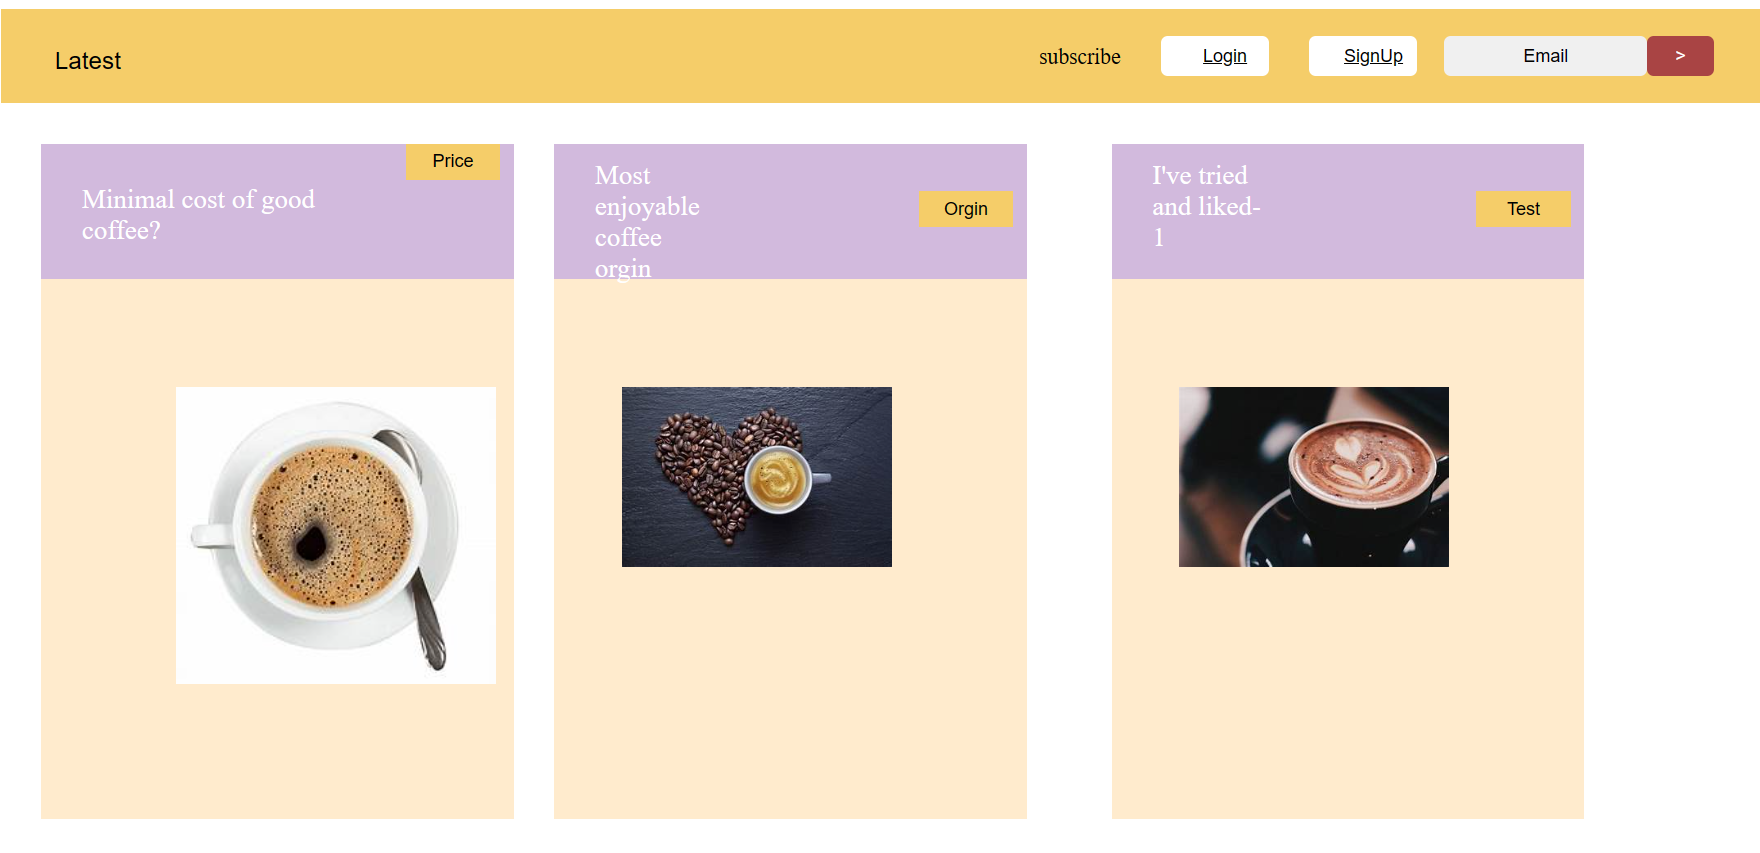 Latest
subscribe
Login
SignUp
Email
>
Price
Minimal cost of good
coffee?
Most
enjoyable
coffee
orgin
Orgin
I've tried
and liked-
1
Test